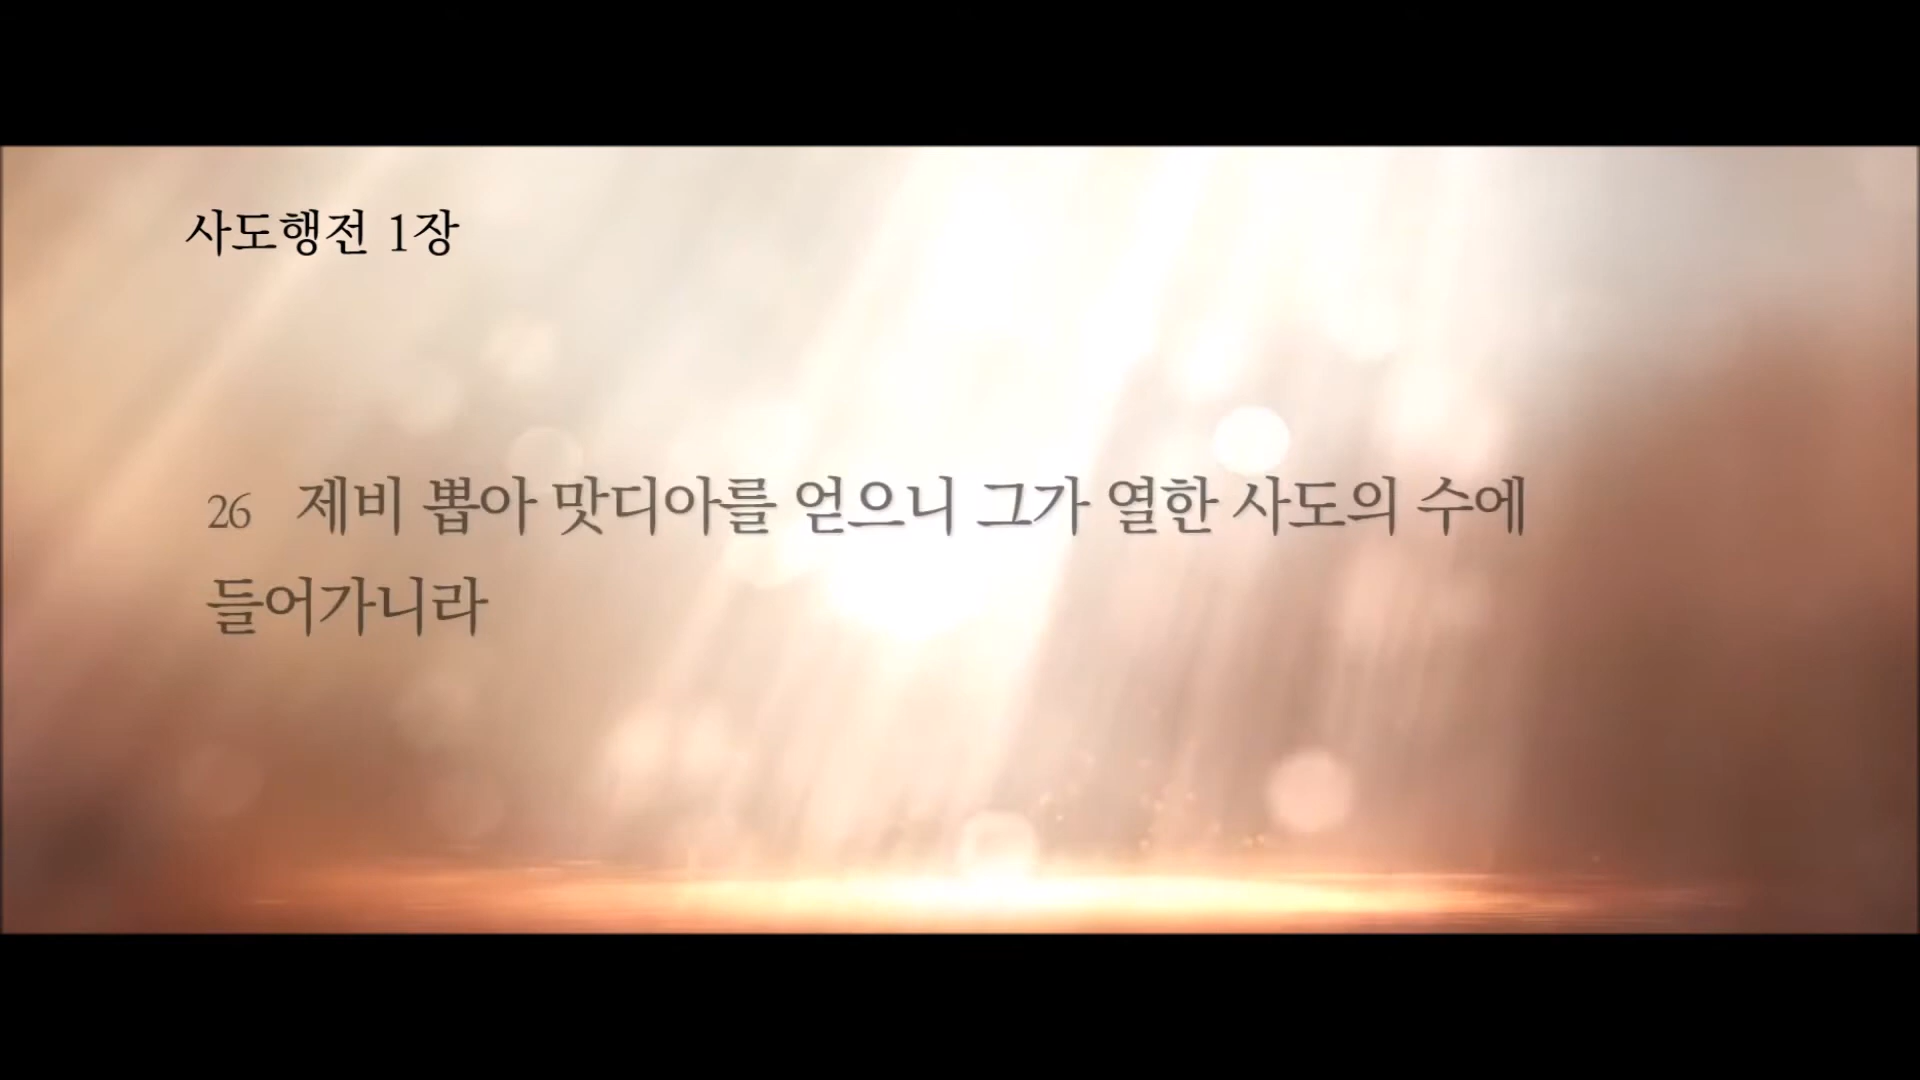 사도행전 1장
26 제비 뽑아 맛디아를 얻으니 그가 열한 사도의 수에
들어가니라